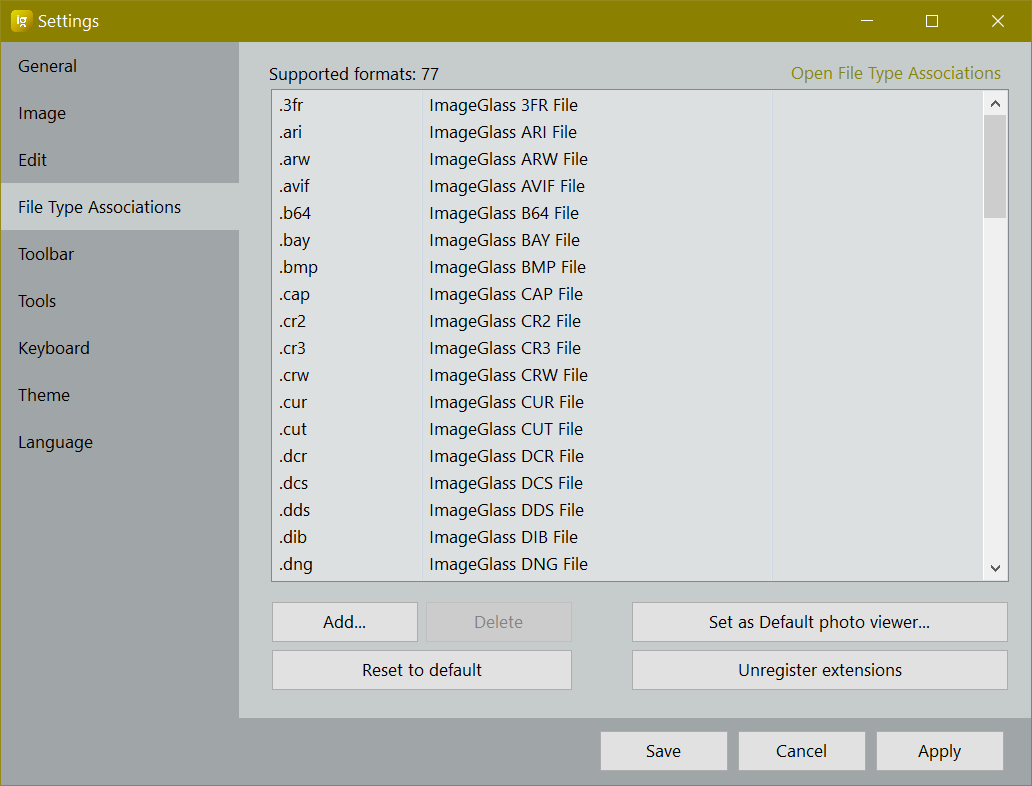 Settings
General
Image
Edit
File Type Associations
Toolbar
Tools
Keyboard
Theme
Language
Supported formats: 77
Open File Type Associations
.3fr ImageGlass 3FR File
.ari ImageGlass ARI File
.arw ImageGlass ARW File
.avif ImageGlass AVIF File
.b64 ImageGlass B64 File
.bay ImageGlass BAY File
.bmp ImageGlass BMP File
.cap ImageGlass CAP File
.cr2 ImageGlass CR2 File
.cr3 ImageGlass CR3 File
.crw ImageGlass CRW File
.cur ImageGlass CUR File
.cut ImageGlass CUT File
.dcr ImageGlass DCR File
.dcs ImageGlass DCS File
.dds ImageGlass DDS File
.dib ImageGlass DIB File
.dng ImageGlass DNG File
Add...
Delete
Set as Default photo viewer...
Reset to default
Unregister extensions
Save
Cancel
Apply